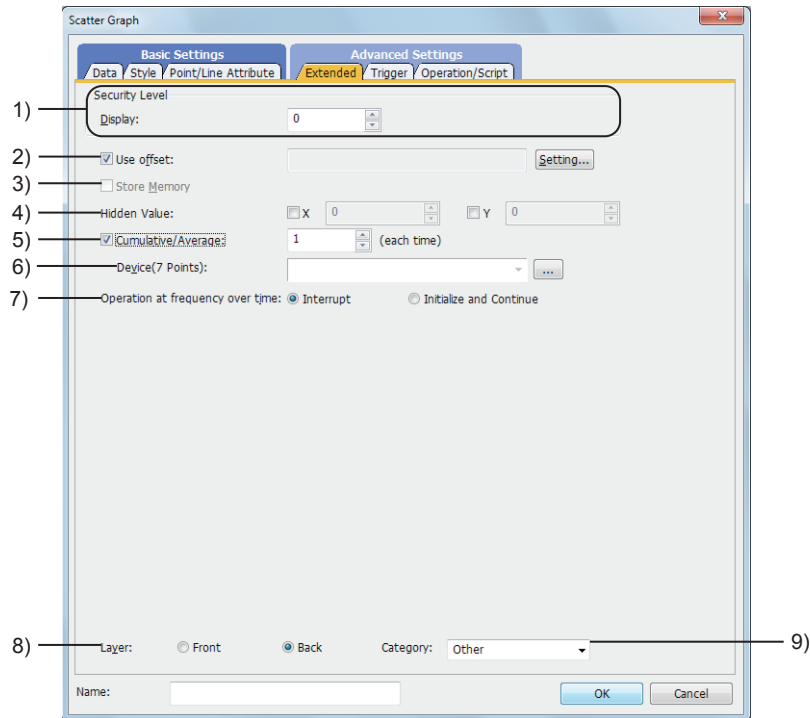 Scatter Graph
x
Basic Settings Advanced Settings
Data Style Point/Line Attribute Extended Trigger Operation/Script
Security Level
1)
Display: 0
2) Use offset: Setting...
3) Store Memory
4) Hidden Value: X 0 Y 0
5) Cumulative/Average: 1 (each time)
6) Device(7 Points): ...
7) Operation at frequency over time: Interrupt Initialize and Continue
8) Layer: Front Back Category: Other 9)
Name: OK Cancel